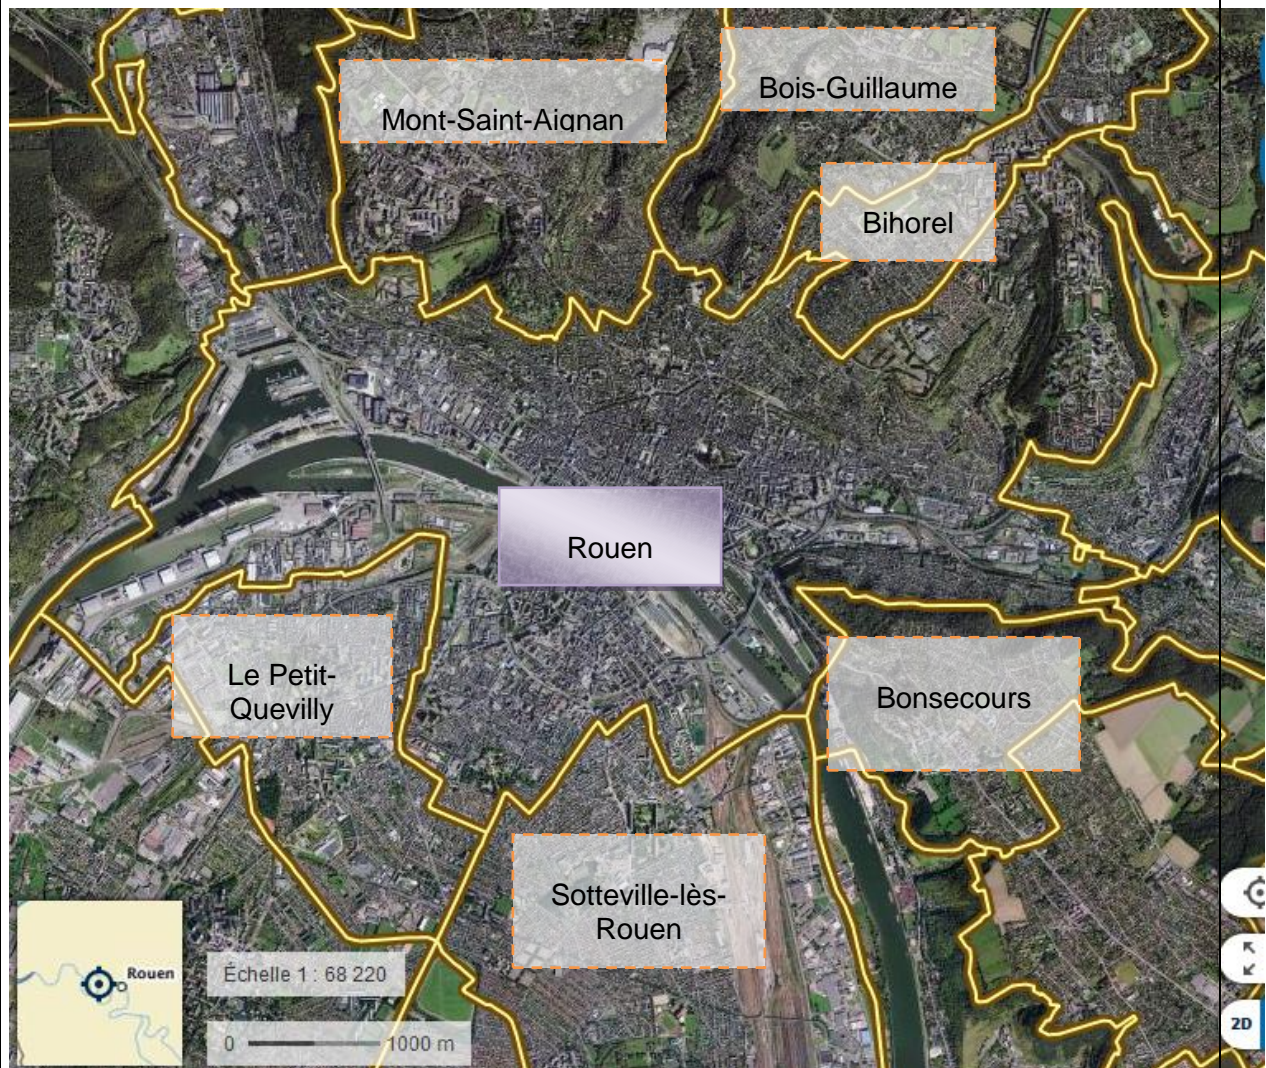 Bois-Guillaume
Mont-Saint-Aignan
Bihorel
Rouen
Le Petit-
Quevilly
Bonsecours
Sotteville-lès-
Rouen
Rouen
Échelle 1 : 68 220
0 1000 m
2D